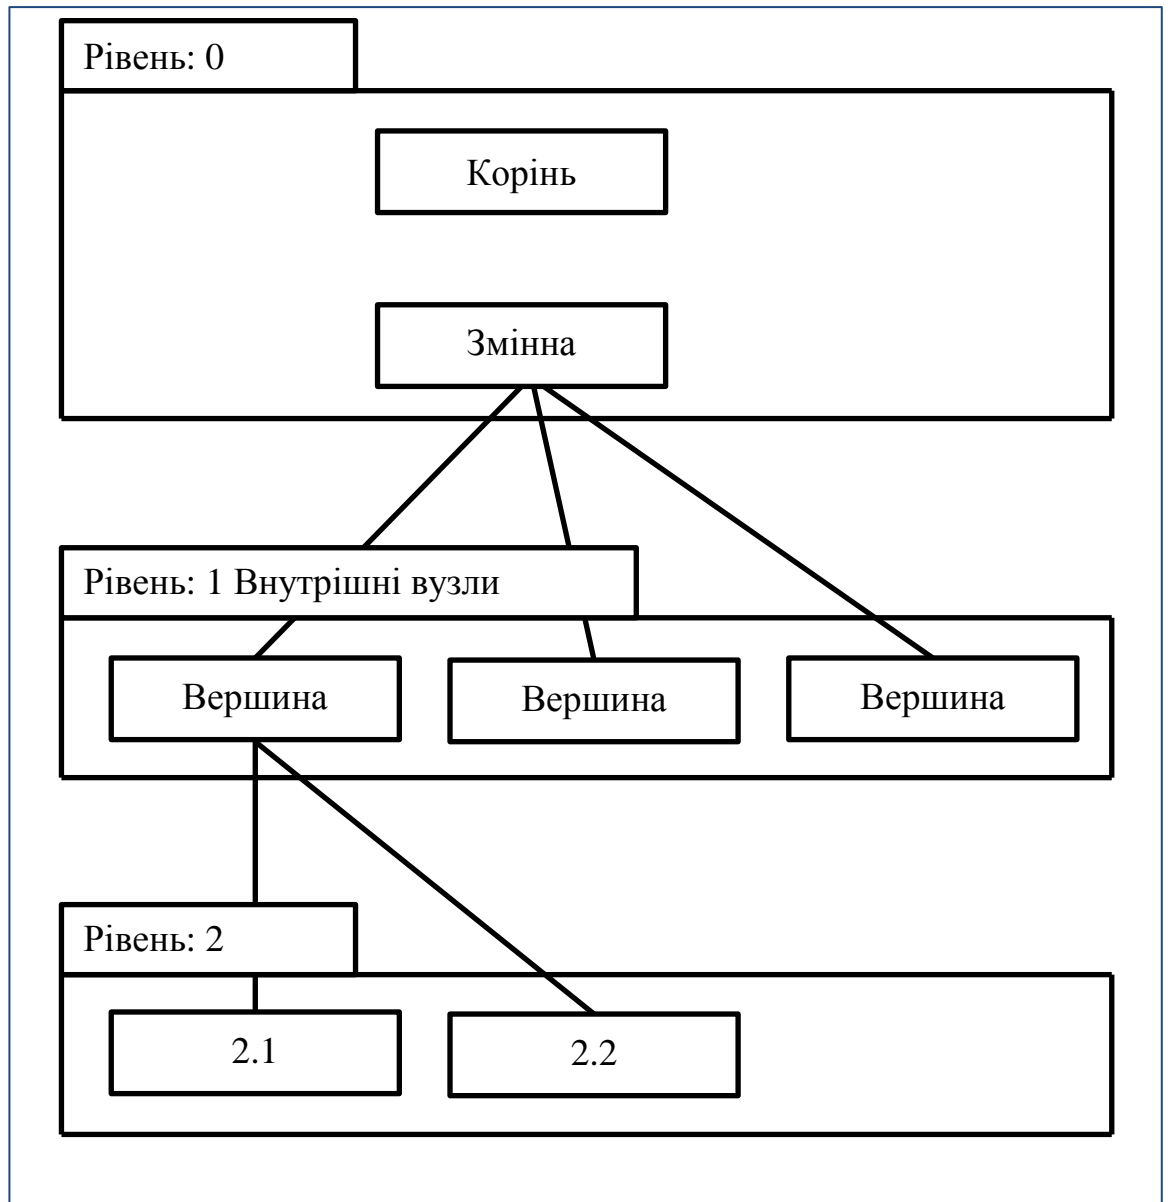 Рівень: 0
Корінь
Змінна
Рівень: 1 Внутрішні вузли
Вершина
Вершина
Вершина
Рівень: 2
2.1
2.2